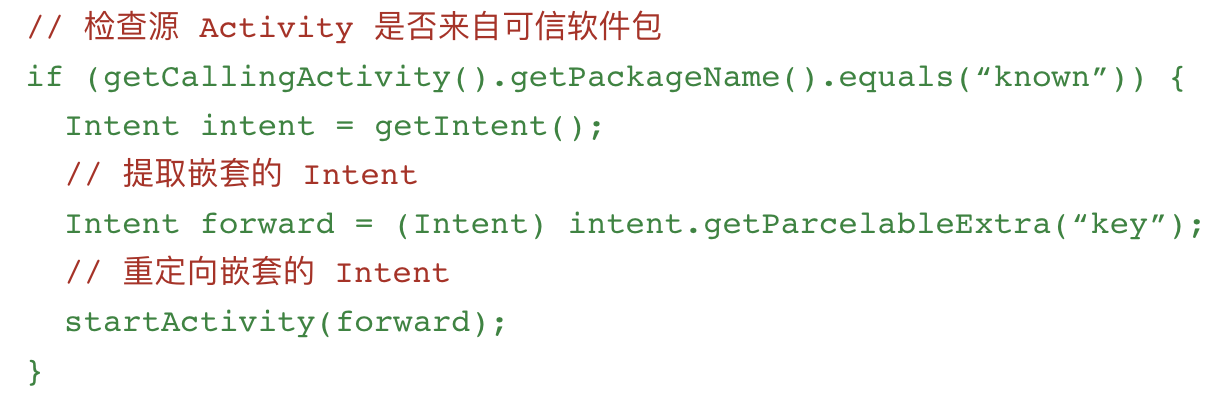 // 检查源 Activity 是否来自可信软件包
if (getCallingActivity().getPackageName().equals(“known”)) {
  Intent intent = getIntent();
  // 提取嵌套的 Intent
  Intent forward = (Intent) intent.getParcelableExtra(“key”);
  // 重定向嵌套的 Intent
  startActivity(forward);
}